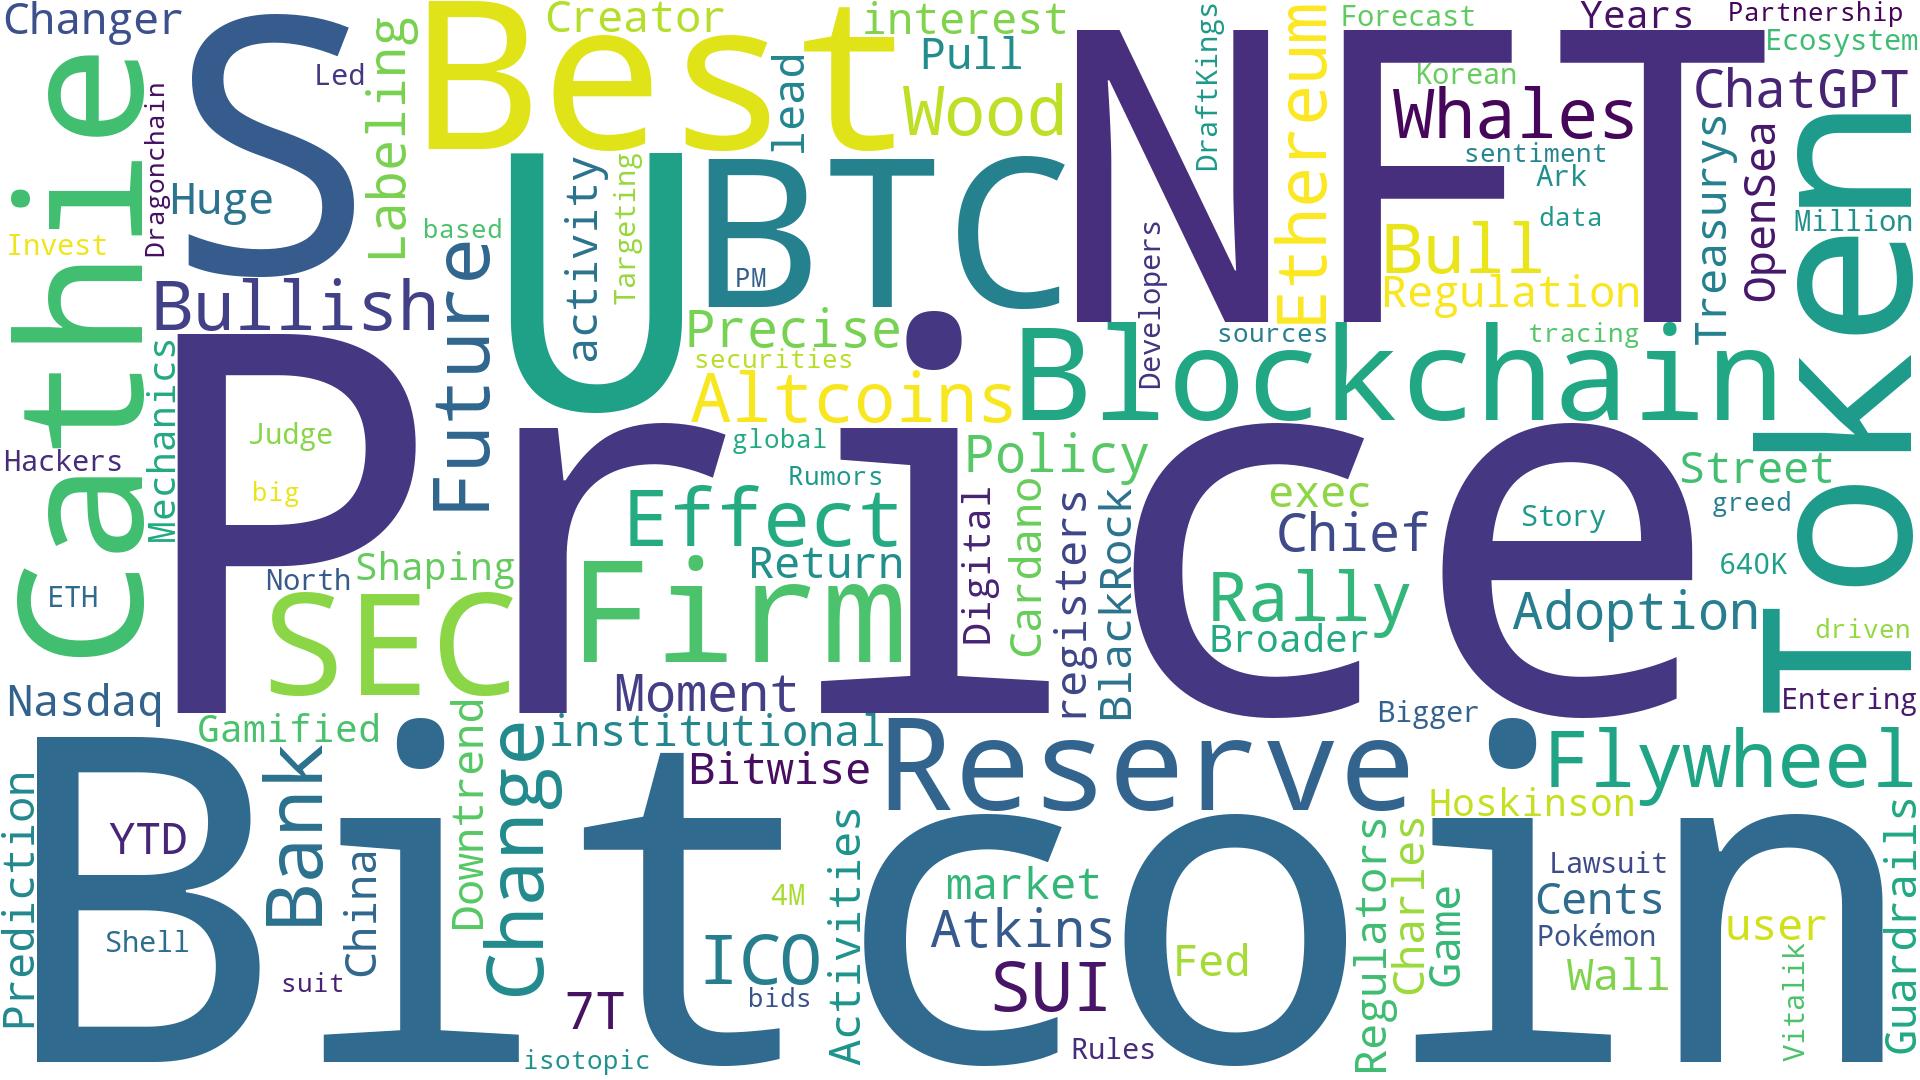 Changer
S
Led
Labeling
Best
Creator
interest
Pull
lead
Wood
NFT
DraftKings
Ethereum
Forecast
Korean
Years
Partnership
Ecosystem
Whales
ChatGPT
sentiment
Ark
data
Treasurys
OpenSea
Million
Token
Cathie
Dragonchain
Huge
Invest
based
U
activity
Targeting
BTC
PM
Bull
Regulation
Developers
Bullish
Future
Precise
securities
Altcoins
sources
tracing
Blockchain
Mechanics
Hackers
Price
Judge
big
global
Rumors
Policy
Street
greed
Effect
Return
Digital
Cardano
registers
BlackRock
exec
Chief
Story
640K
Shaping
North
ETH
SEC
Firm
Rally
Broader
Adoption
driven
Nasdaq
Moment
Bigger
Entering
Gamified
Downtrend
Change
institutional
Bitwise
Reserve
Flywheel
Hoskinson
Bitcoin
Prediction
YTD
Bank
China
Shell
suit
4M
Activities
market
Atkins
ICO
bids
SUI
7T
isotopic
Fed
Rules
Regulators
Charles
Game
Lawsuit
Cents
Pokémon
Wall
user
Vitalik
Guardrails